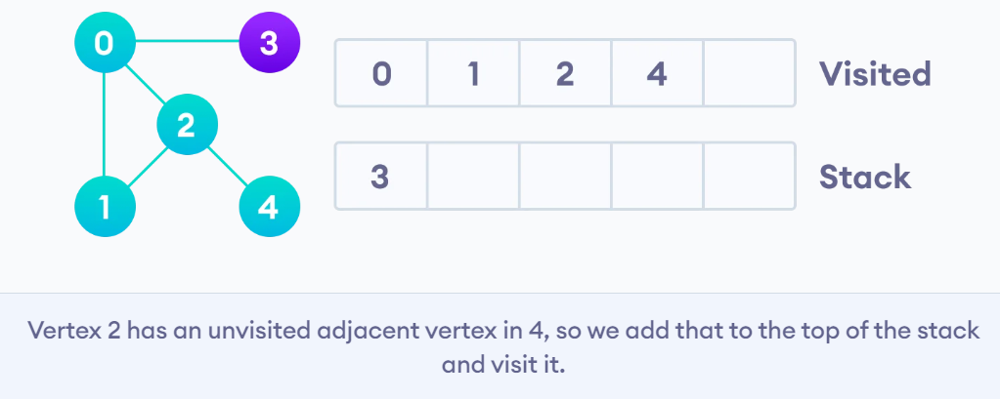 0 3
0 1 2 4 Visited
2
3 Stack
1 4
Vertex 2 has an unvisited adjacent vertex in 4, so we add that to the top of the stack
and visit it.